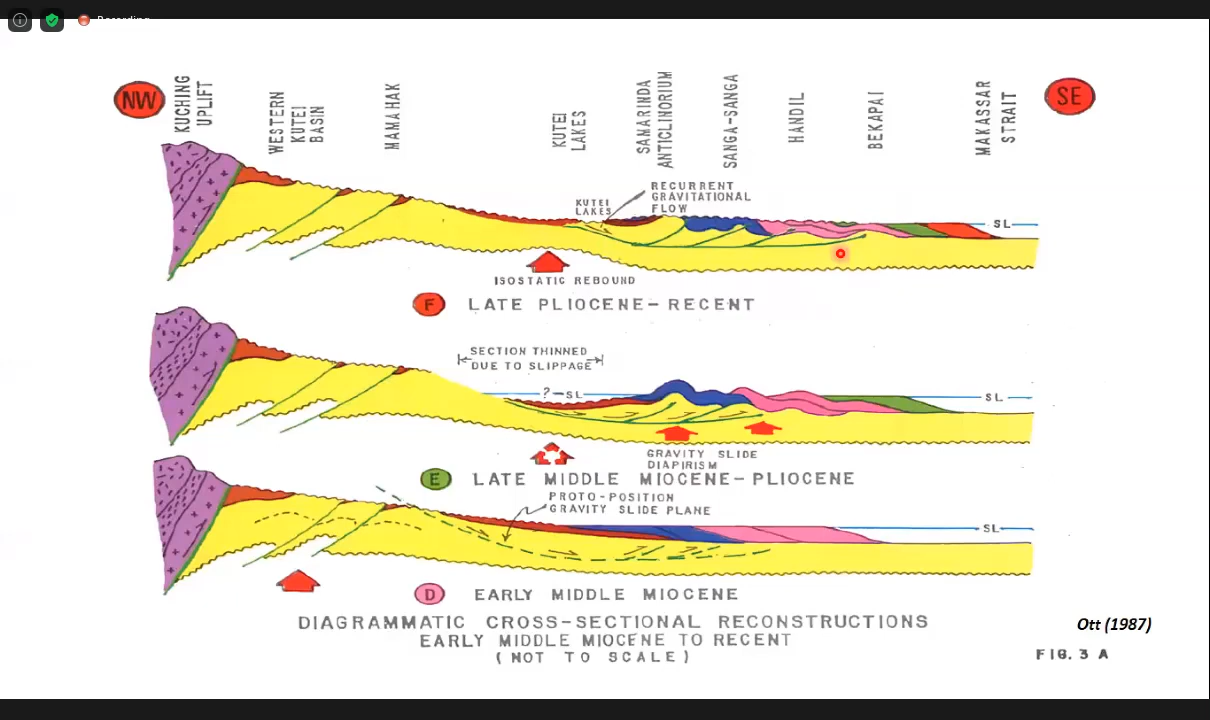 Recording
NW
KUCHING
UPLIFT
WESTERN
KUTEI
BASIN
MAMAHAK
KUTEI
LAKES
SAMARINDA
ANTICLINORIUM
SANGA-SANGA
HANDIL
BEKAPAI
MAKASSAR
STRAIT
SE
RECURRENT
GRAVITATIONAL
FLOW
KUTEI
LAKES
SL
ISOSTATIC REBOUND
F LATE PLIOCENE-RECENT
SECTION THINNED
DUE TO SLIPPAGE
?-SL
SL
GRAVITY SLIDE
DIAPIRISM
E LATE MIDDLE MIOCENE-PLIOCENE
PROTO-POSITION
GRAVITY SLIDE PLANE
SL
D EARLY MIDDLE MIOCENE
DIAGRAMMATIC CROSS-SECTIONAL RECONSTRUCTIONS
EARLY MIDDLE MIOCENE TO RECENT
(NOT TO SCALE)
Ott (1987)
FIG. 3 A